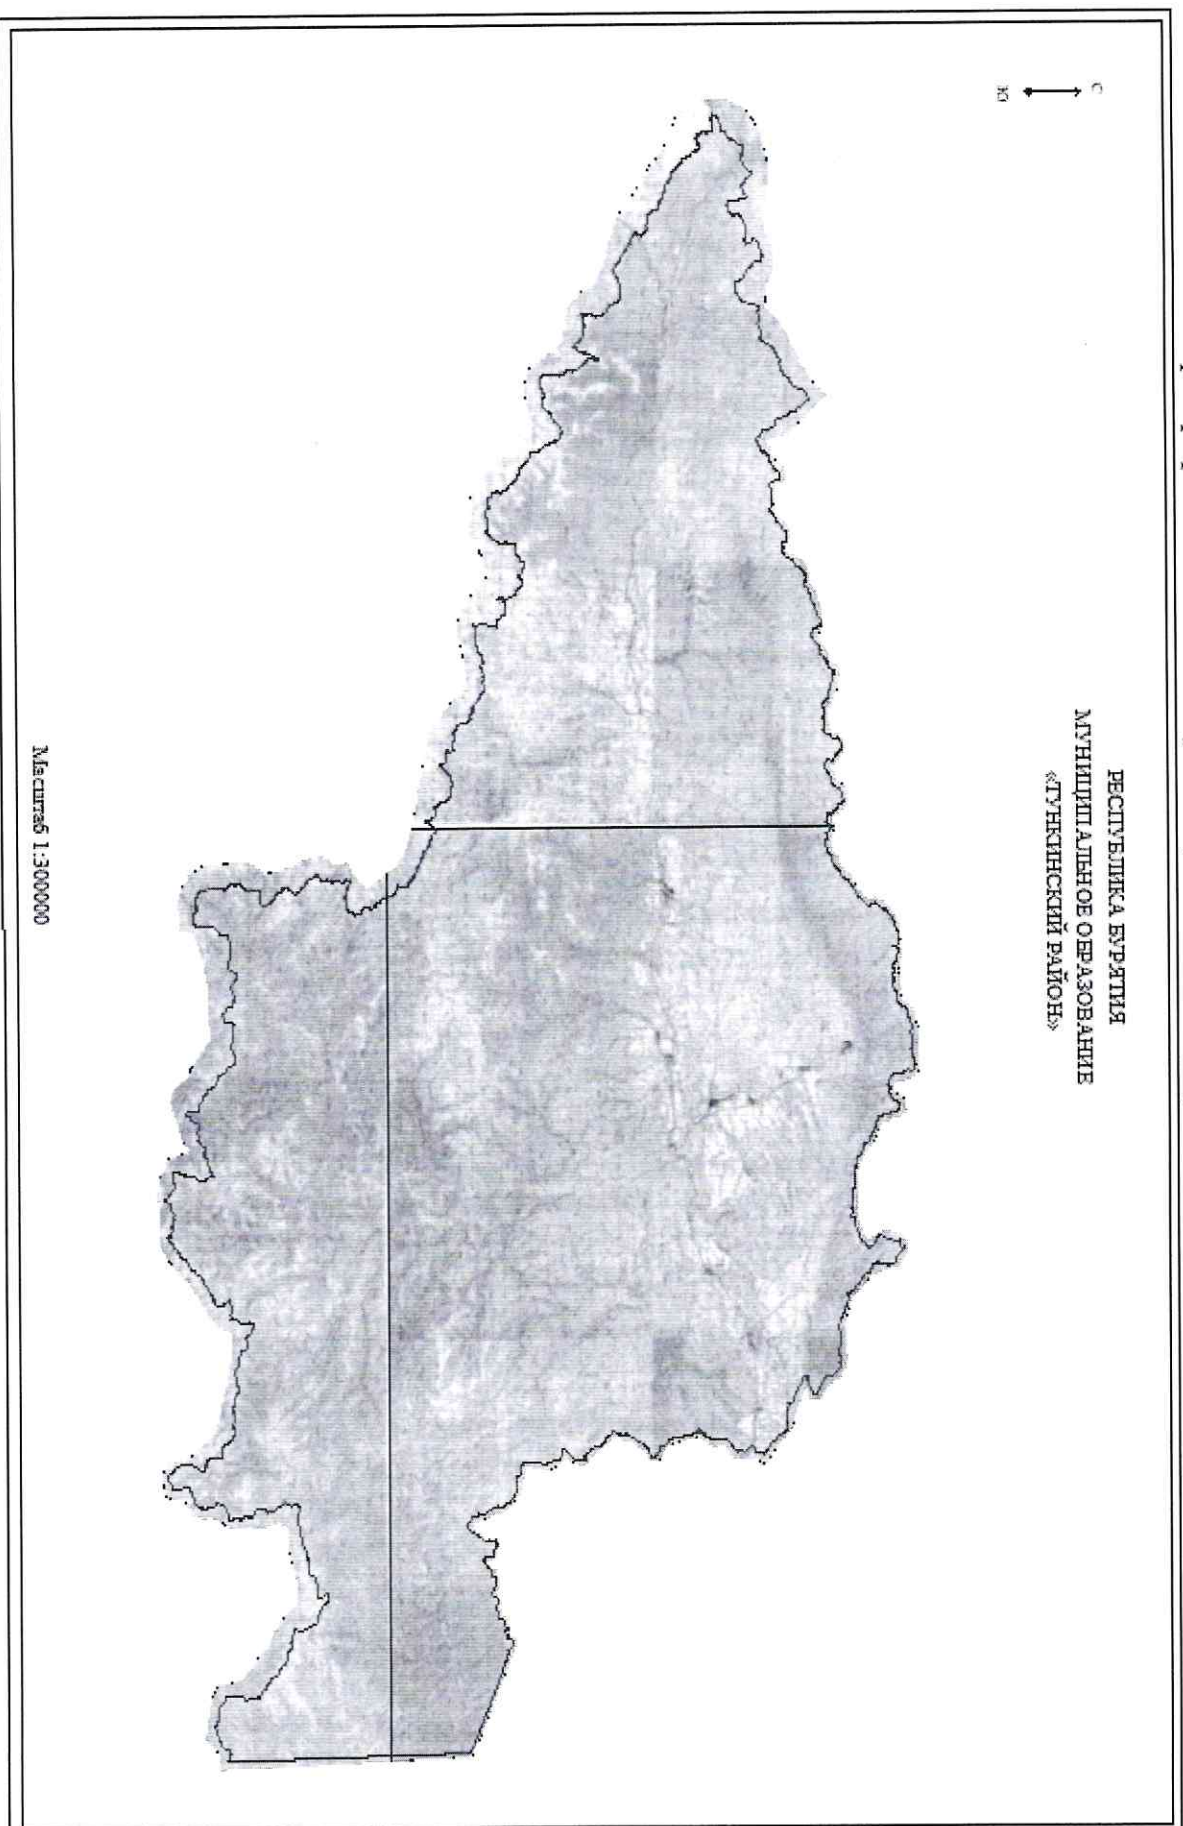 РЕСПУБЛИКА БУРЯТИЯ
МУНИЦИПАЛЬНОЕ ОБРАЗОВАНИЕ
«ТУНКИНСКИЙ РАЙОН»
С
Ю
Масштаб 1:300000